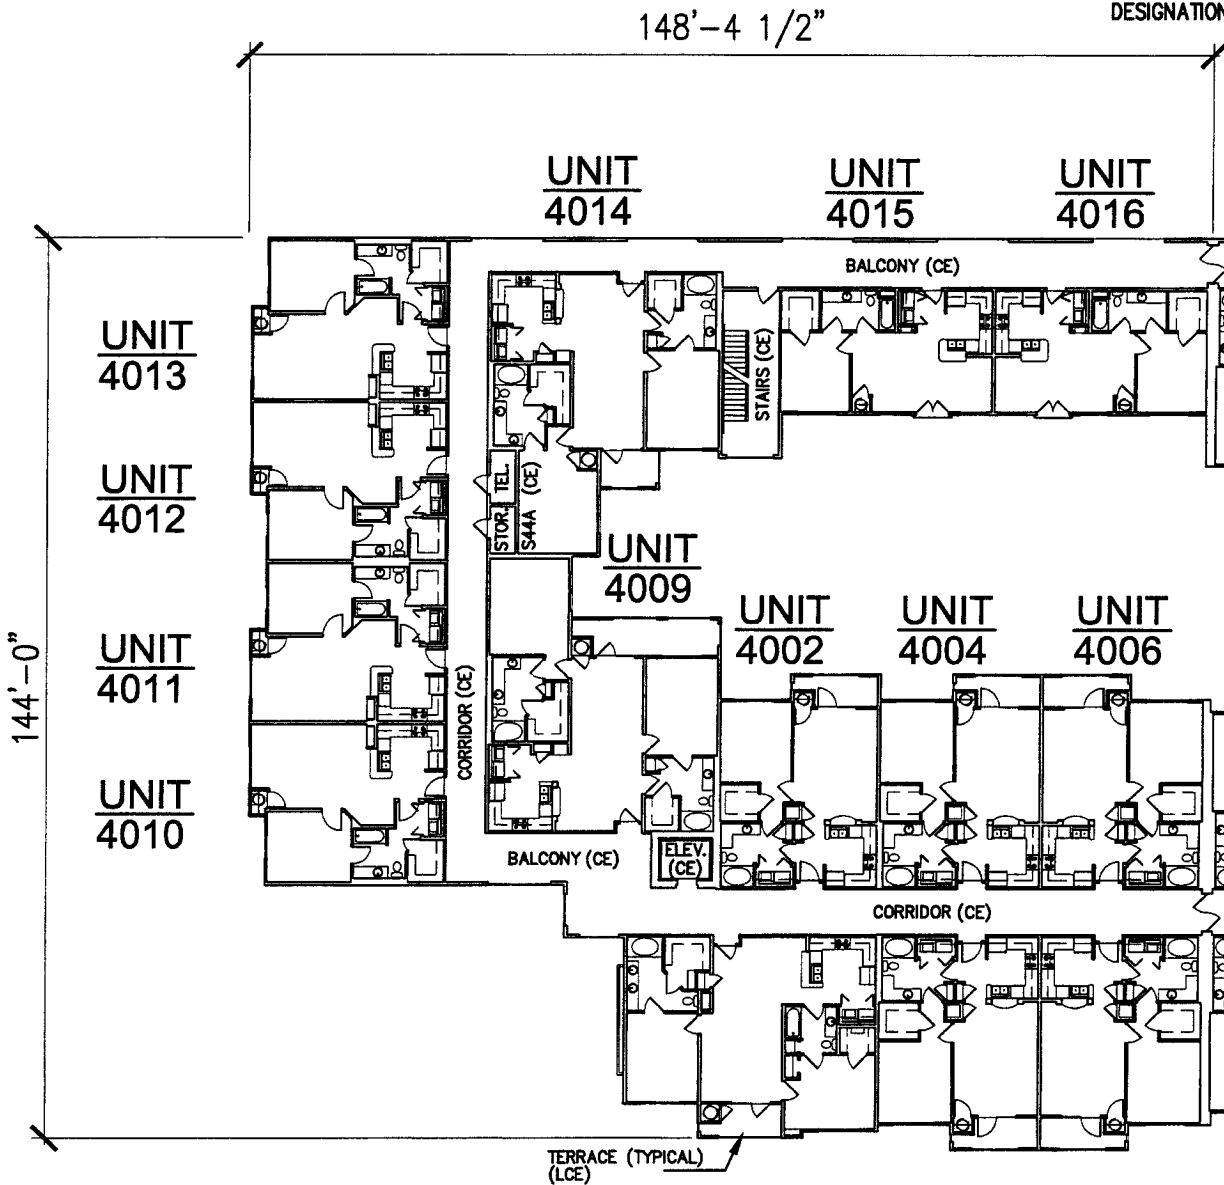 DESIGNATION
148'-4 1/2"
UNIT
4014
UNIT
4015
UNIT
4016
BALCONY (CE)
UNIT
4013
STAIRS (CE)
UNIT
4012
TEL.
STOR.
S44A (CE)
UNIT
4009
UNIT
4002
UNIT
4004
UNIT
4006
UNIT
4011
144'-0"
CORRIDOR (CE)
UNIT
4010
BALCONY (CE)
ELEV.
(CE)
CORRIDOR (CE)
TERRACE (TYPICAL)
(LCE)